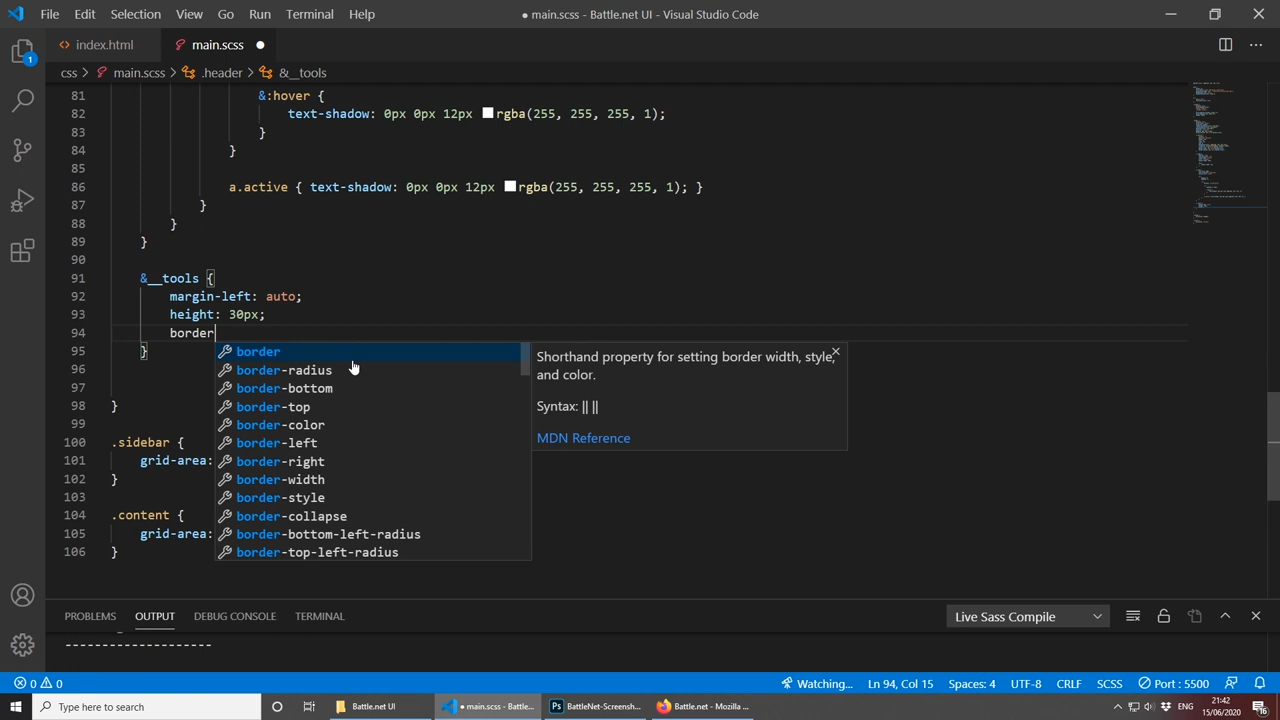 File Edit Selection View Go Run Terminal Help ● main.scss - Battle.net UI - Visual Studio Code
index.html main.scss ●
css > main.scss > .header > &__tools
81 &:hover {
82 text-shadow: 0px 0px 12px rgba(255, 255, 255, 1);
83 }
84 }
85
86 a.active { text-shadow: 0px 0px 12px rgba(255, 255, 255, 1); }
87 }
88 }
89 }
90
91 &__tools {
92 margin-left: auto;
93 height: 30px;
94 border
95 } border
Shorthand property for setting border width, style, and color.
Syntax: || ||
MDN Reference
96 border-radius
97 border-bottom
98 } border-top
99 border-color
100 .sidebar { border-left
101 grid-area: border-right
102 } border-width
103 border-style
104 .content { border-collapse
105 grid-area: border-bottom-left-radius
106 } border-top-left-radius
1
PROBLEMS OUTPUT DEBUG CONSOLE TERMINAL Live Sass Compile
--------------------
0 0 Watching... Ln 94, Col 15 Spaces: 4 UTF-8 CRLF SCSS Port : 5500
Type here to search Battle.net UI ● main.scss - Battle... BattleNet-Screensh... Battle.net - Mozilla ... ENG 21:42
15/06/2020 16